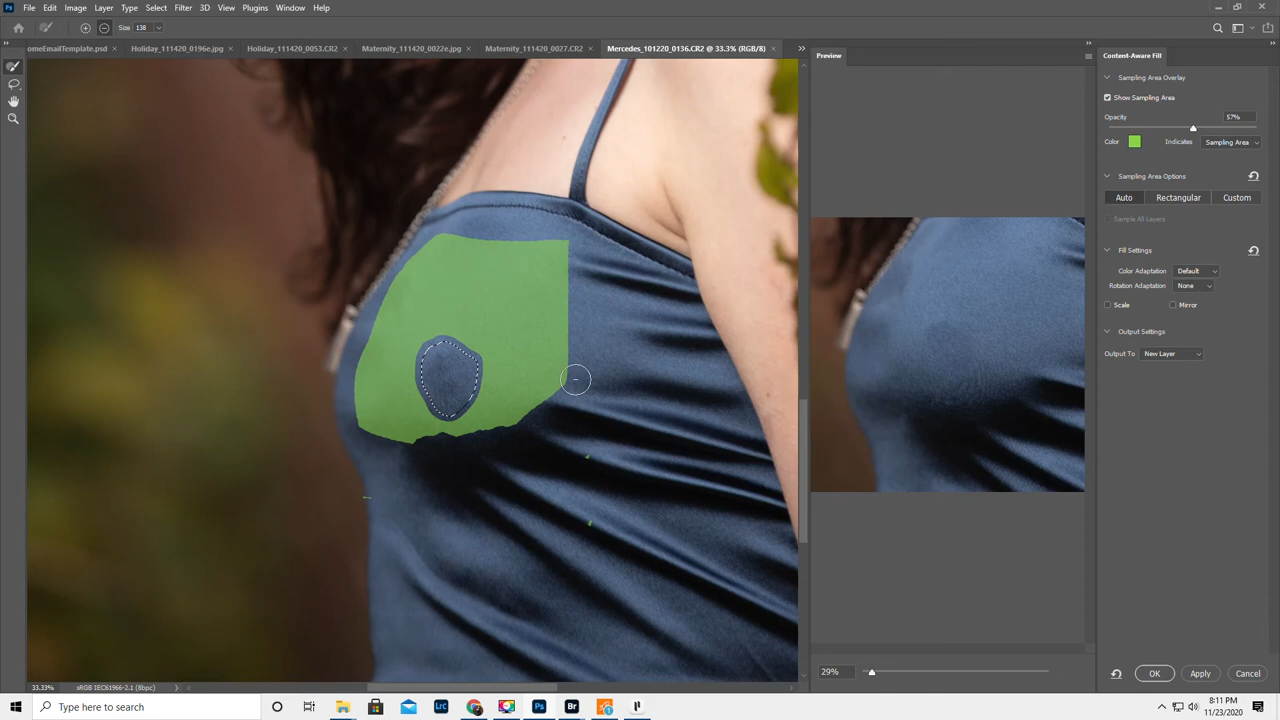 Ps File Edit Image Layer Type Select Filter 3D View Plugins Window Help
Size 138
omeEmailTemplate.psd × Holiday_111420_0196e.jpg × Holiday_111420_0053.CR2 × Maternity_111420_0022e.jpg × Maternity_111420_0027.CR2 × Mercedes_101220_0136.CR2 @ 33.3% (RGB/8) ×
Preview
Content-Aware Fill
Sampling Area Overlay
Show Sampling Area
Opacity 57%
Color Indicates Sampling Area
Sampling Area Options
Auto Rectangular Custom
Sample All Layers
Fill Settings
Color Adaptation Default
Rotation Adaptation None
Scale Mirror
Output Settings
Output To New Layer
29%
OK Apply Cancel
33.33% sRGB IEC61966-2.1 (8bpc)
Type here to search
Lrc Ps Br
8:11 PM
11/23/2020